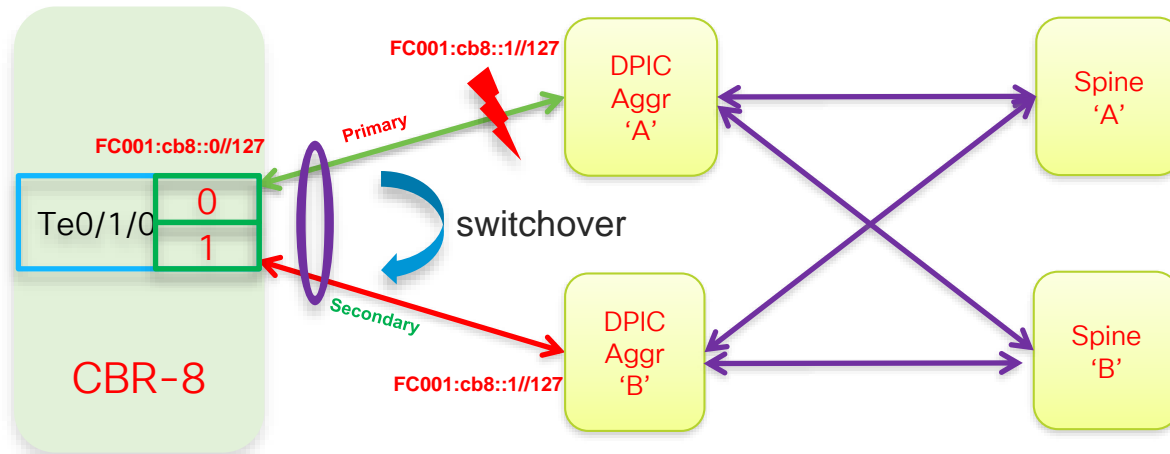 FC001:cb8::1//127
DPIC
Aggr
‘A’
Spine
‘A’
Primary
FC001:cb8::0//127
Te0/1/0
0
1
switchover
Secondary
DPIC
Aggr
‘B’
Spine
‘B’
CBR-8
FC001:cb8::1//127